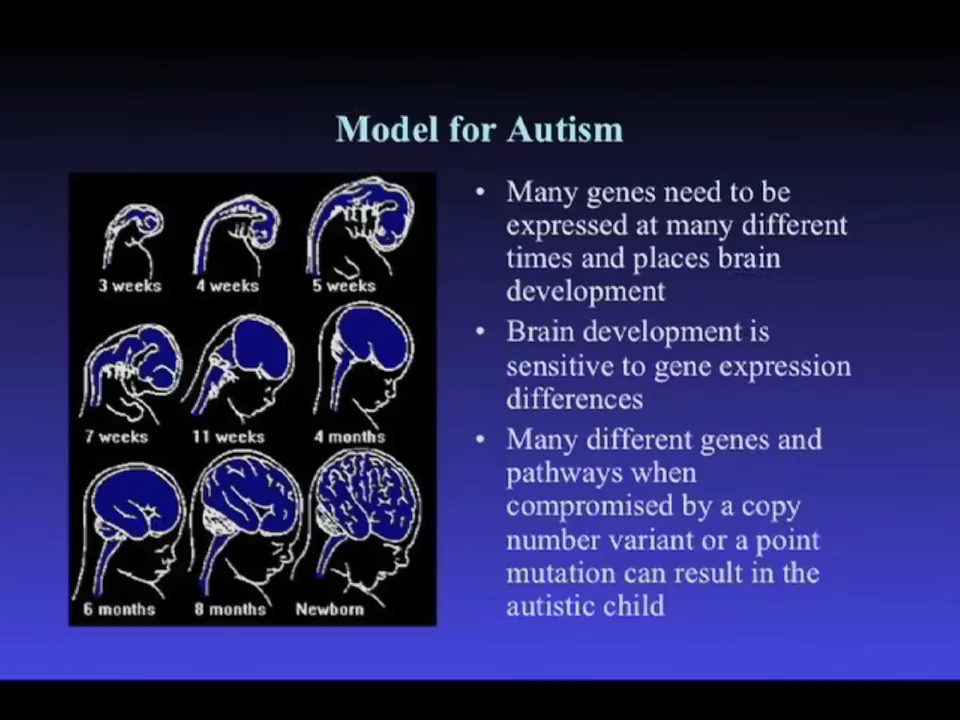 Model for Autism
3 weeks
4 weeks
5 weeks
7 weeks
11 weeks
4 months
6 months
8 months
Newborn
• Many genes need to be
expressed at many different
times and places brain
development
• Brain development is
sensitive to gene expression
differences
• Many different genes and
pathways when
compromised by a copy
number variant or a point
mutation can result in the
autistic child